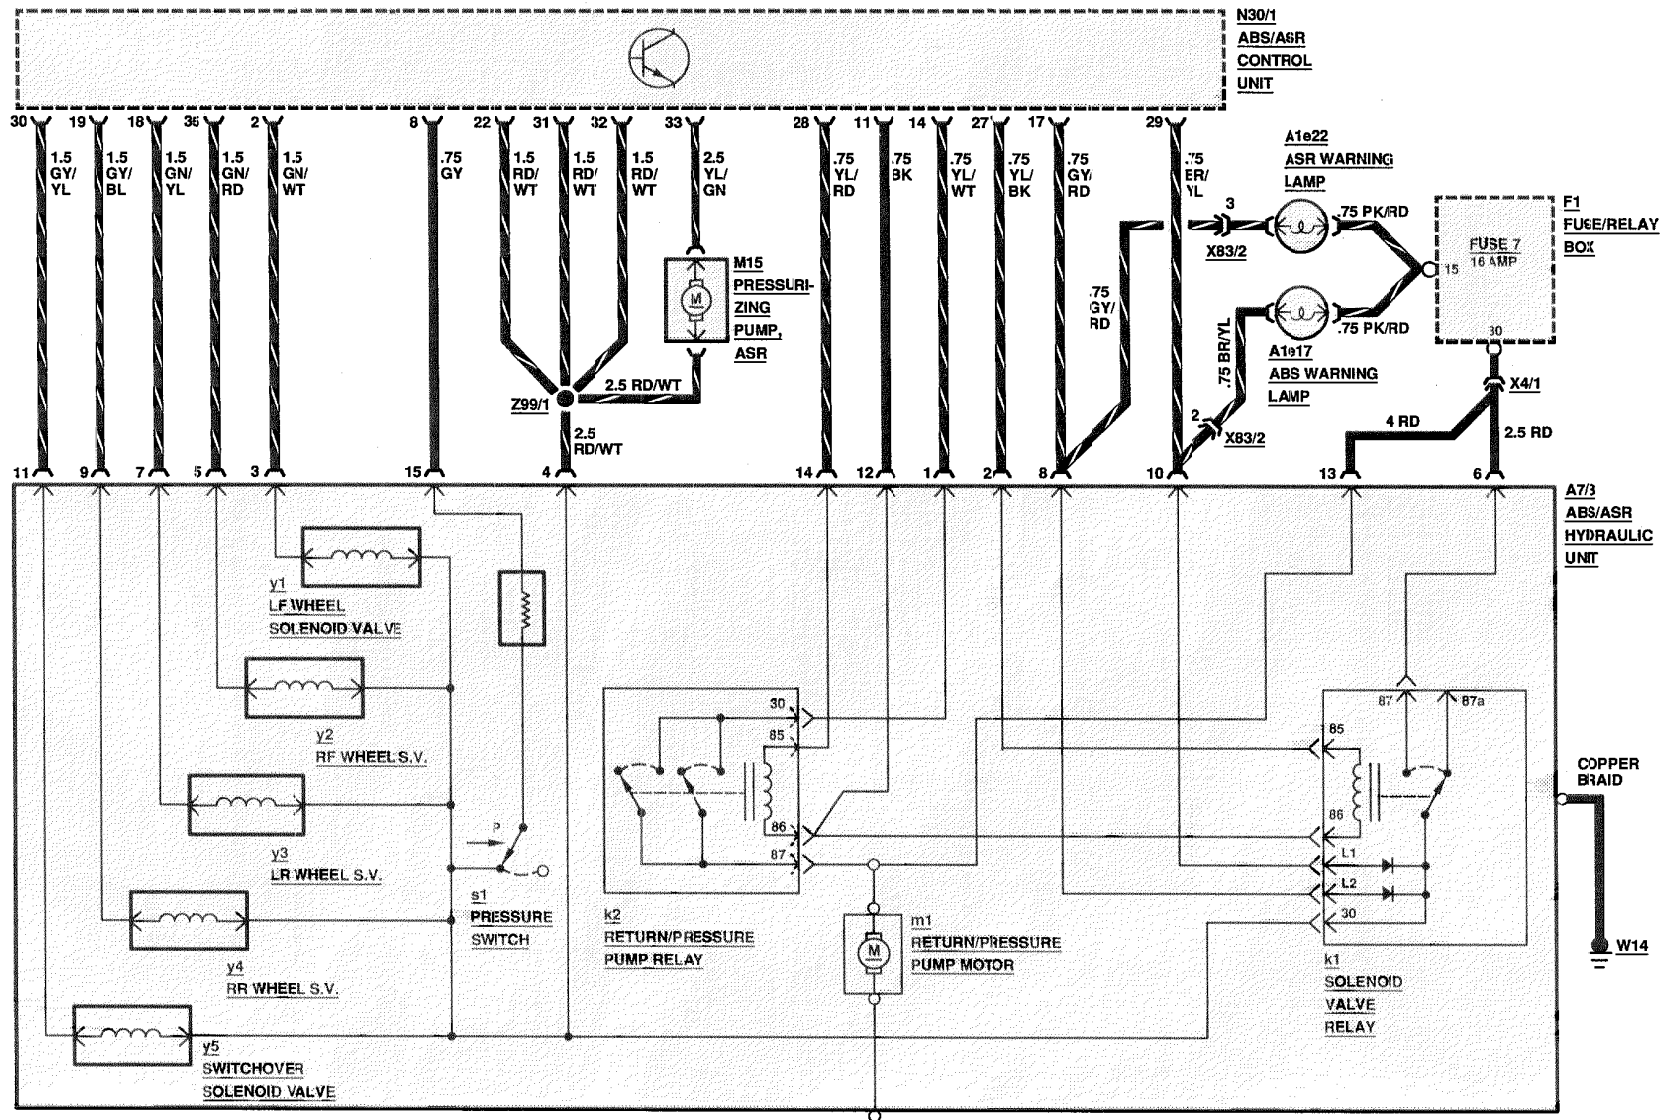 N30/1
ABS/ASR
CONTROL
UNIT
30 19 18 36 2 8 22 31 32 33 28 11 14 27 17 29
1.5 GY/ YL
1.5 GY/ BL
1.5 GN/ YL
1.5 GN/ RD
1.5 GN/ WT
.75 GY
1.5 RD/ WT
1.5 RD/ WT
1.5 RD/ WT
2.5 YL/ GN
.75 YL/ RD
.75 BK
.75 YL/ WT
.75 YL/ BK
.75 GY/ RD
.75 BR/ YL
A1e22
ASR WARNING
LAMP
3
X83/2
.75 PK/RD
F1
FUSE/RELAY
BOX
FUSE 7
16 AMP
15
30
M
M15
PRESSURI-
ZING
PUMP,
ASR
.75 GY/ RD
.75 BR/YL
.75 PK/RD
A1e17
ABS WARNING
LAMP
X4/1
2.5 RD/WT
Z99/1
2
X83/2
4 RD
2.5 RD
2.5
RD/WT
11 9 7 5 3 15 4 14 12 1 2 8 10 13 6
A7/3
ABS/ASR
HYDRAULIC
UNIT
y1
LF WHEEL
SOLENOID VALVE
y2
RF WHEEL S.V.
y3
LR WHEEL S.V.
y4
RR WHEEL S.V.
y5
SWITCHOVER
SOLENOID VALVE
P
s1
PRESSURE
SWITCH
30
85
86
87
k2
RETURN/PRESSURE
PUMP RELAY
M
m1
RETURN/PRESSURE
PUMP MOTOR
87 87a
85
86
L1
L2
30
k1
SOLENOID
VALVE
RELAY
COPPER
BRAID
W14